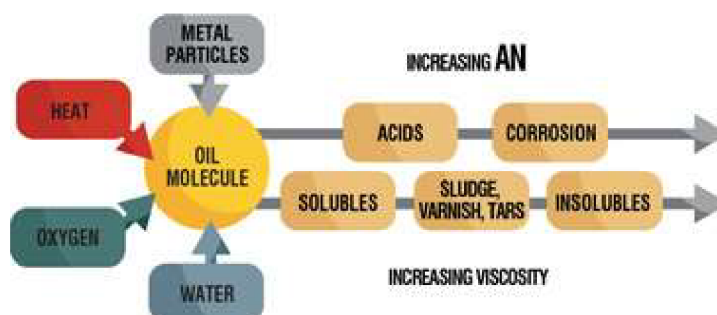 METAL
PARTICLES
INCREASING AN
HEAT
ACIDS
CORROSION
OIL
MOLECULE
SOLUBLES
SLUDGE,
VARNISH, TARS
INSOLUBLES
OXYGEN
WATER
INCREASING VISCOSITY